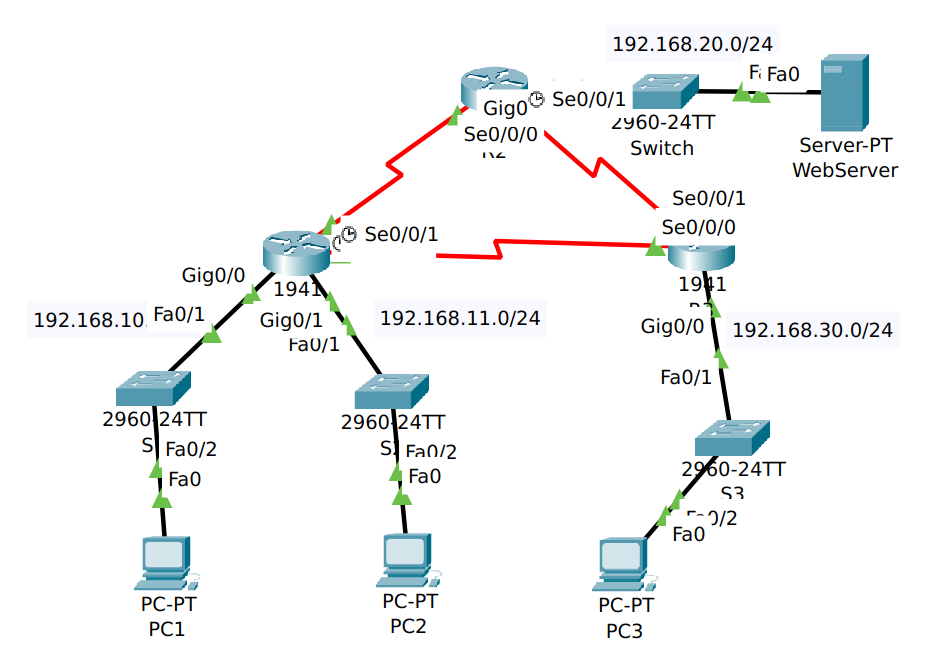 192.168.20.0/24
Fa0
Gig0
Se0/0/1
Se0/0/0
2960-24TT
Switch
Server-PT
WebServer
Se0/0/1
Se0/0/0
Se0/0/1
1941
1941
Gig0/0
192.168.10.
Fa0/1
Gig0/1
Fa0/1
192.168.11.0/24
Gig0/0
192.168.30.0/24
Fa0/1
2960-24TT
Fa0/2
Fa0
2960-24TT
Fa0/2
Fa0
2960-24TT
S3
Fa0/2
Fa0
PC-PT
PC1
PC-PT
PC2
PC-PT
PC3